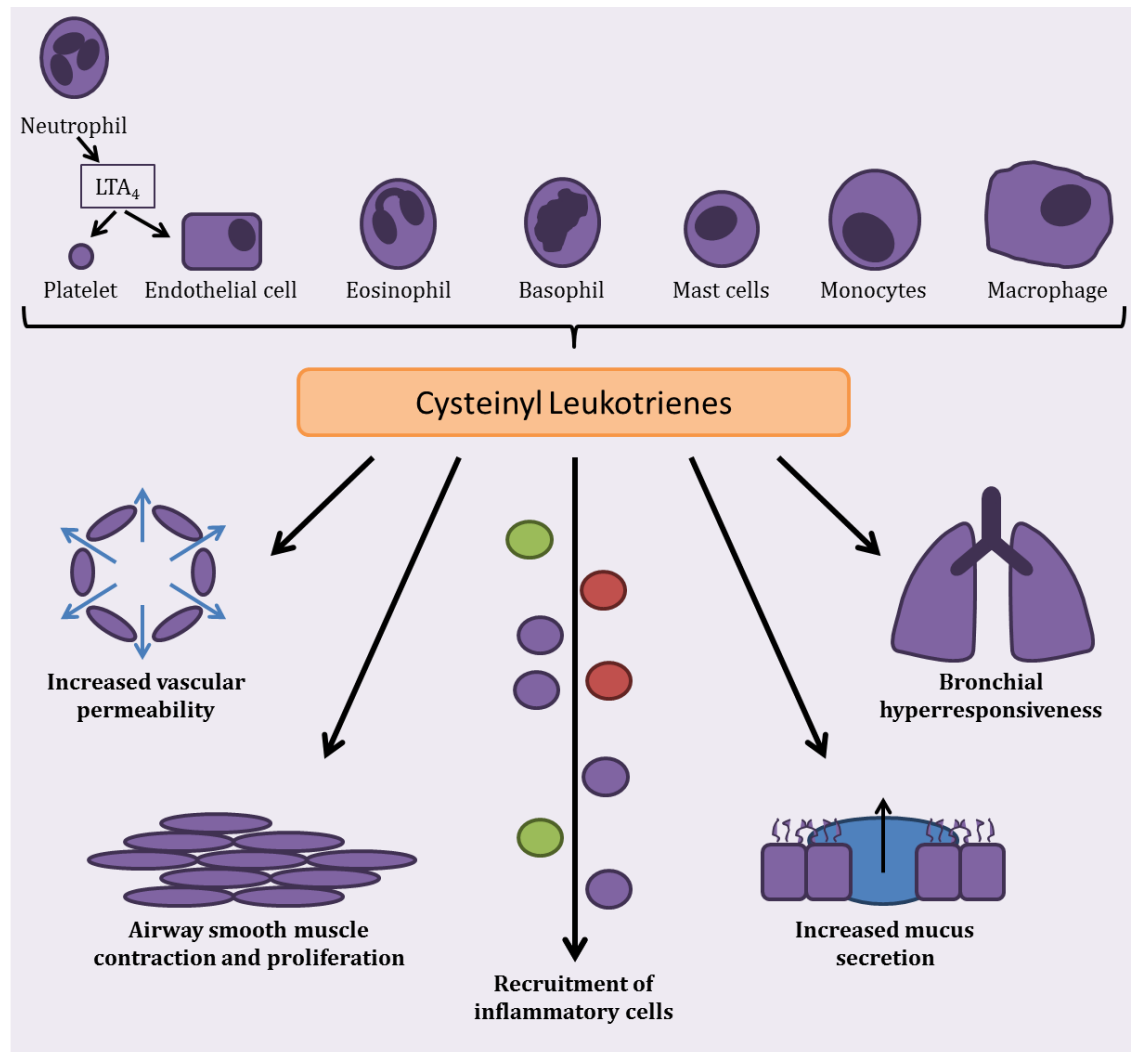 Neutrophil
LTA₄
Platelet
Endothelial cell
Eosinophil
Basophil
Mast cells
Monocytes
Macrophage
Cysteinyl Leukotrienes
Increased vascular
permeability
Bronchial
hyperresponsiveness
Airway smooth muscle
contraction and proliferation
Increased mucus
secretion
Recruitment of
inflammatory cells